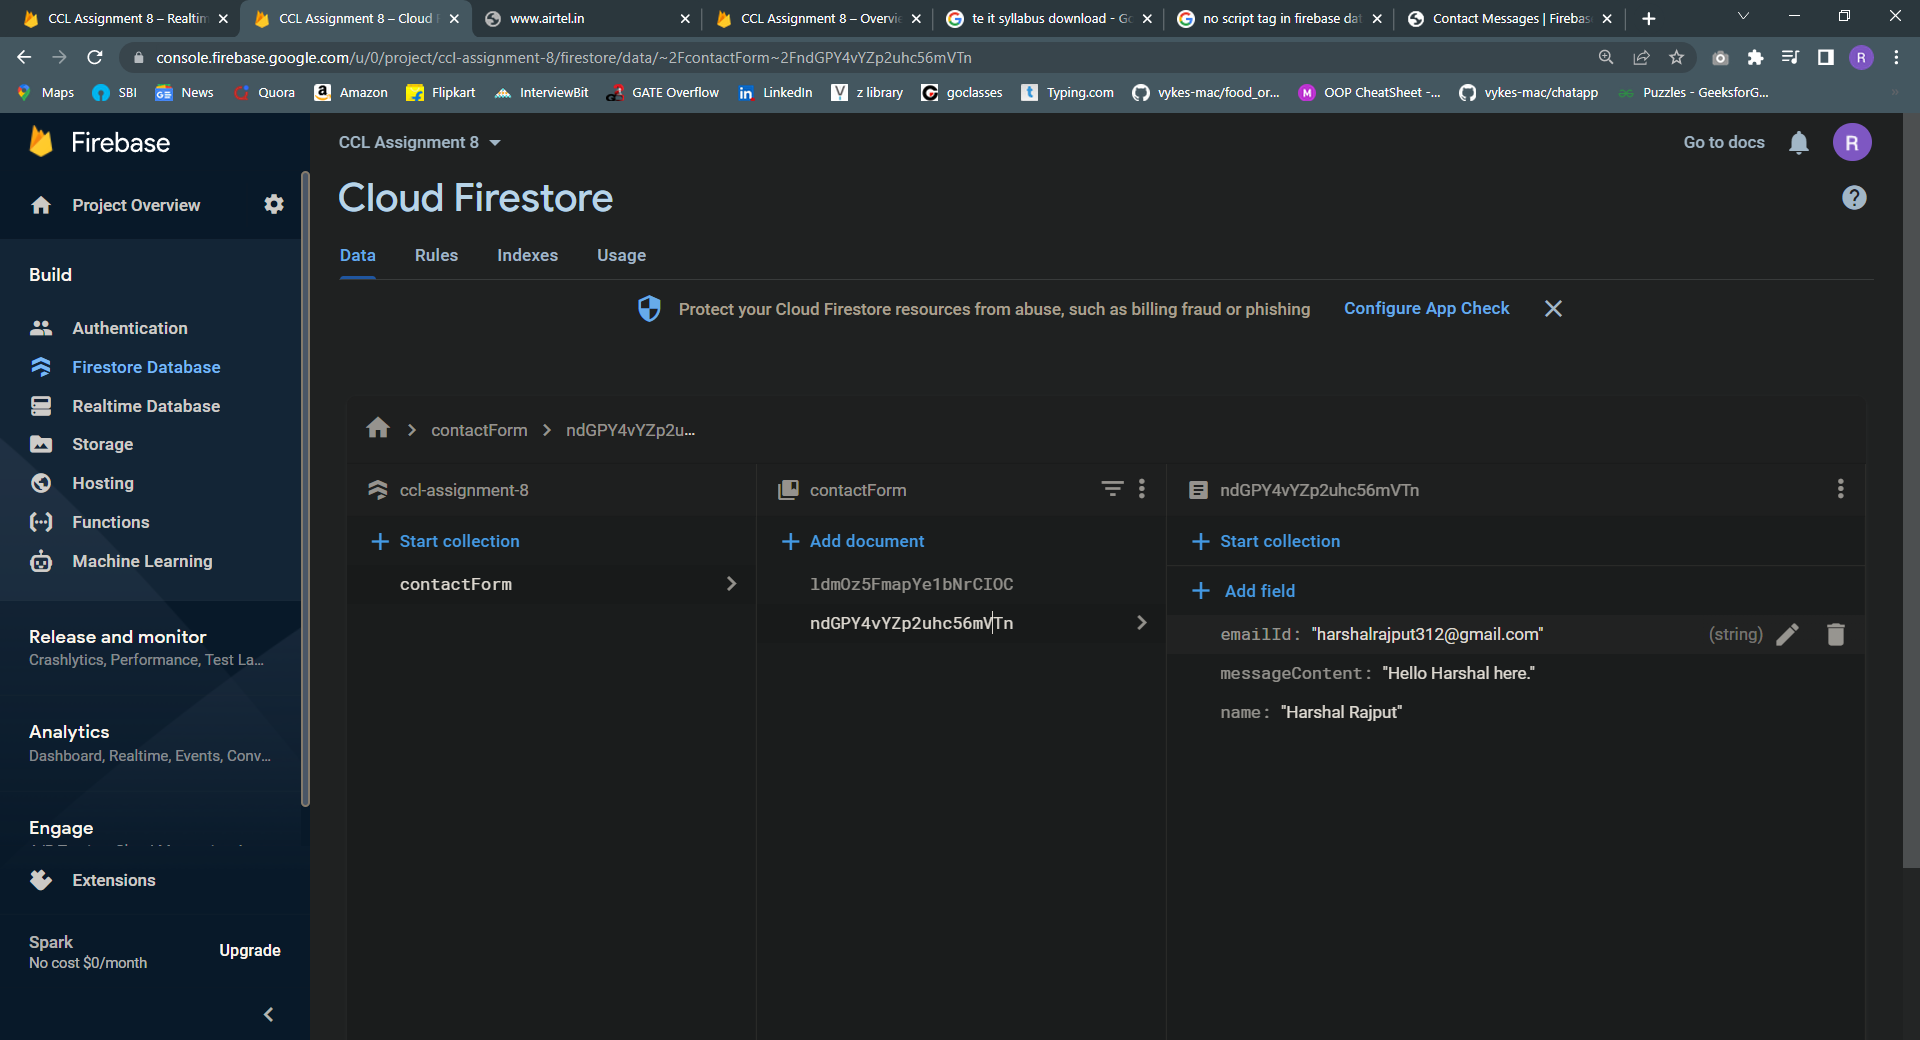 CCL Assignment 8 – Realtim
CCL Assignment 8 – Cloud F
www.airtel.in
CCL Assignment 8 – Overvi
te it syllabus download - Go
no script tag in firebase dat
Contact Messages | Firebas
console.firebase.google.com/u/0/project/ccl-assignment-8/firestore/data/~2FcontactForm~2FndGPY4vYZp2uhc56mVTn
R
Maps
SBI
News
Quora
Amazon
Flipkart
InterviewBit
GATE Overflow
LinkedIn
z library
goclasses
Typing.com
vykes-mac/food_or...
OOP CheatSheet -...
vykes-mac/chatapp
Puzzles - GeeksforG...
Firebase
Project Overview
Build
Authentication
Firestore Database
Realtime Database
Storage
Hosting
Functions
Machine Learning
Release and monitor
Crashlytics, Performance, Test La...
Analytics
Dashboard, Realtime, Events, Conv...
Engage
Extensions
Spark
No cost $0/month
Upgrade
CCL Assignment 8
Go to docs
R
Cloud Firestore
Data
Rules
Indexes
Usage
Protect your Cloud Firestore resources from abuse, such as billing fraud or phishing
Configure App Check
contactForm
ndGPY4vYZp2u...
ccl-assignment-8
Start collection
contactForm
contactForm
Add document
ldmOz5FmapYe1bNrCIOC
ndGPY4vYZp2uhc56mVTn
ndGPY4vYZp2uhc56mVTn
Start collection
Add field
emailId: "harshalrajput312@gmail.com"
(string)
messageContent: "Hello Harshal here."
name: "Harshal Rajput"